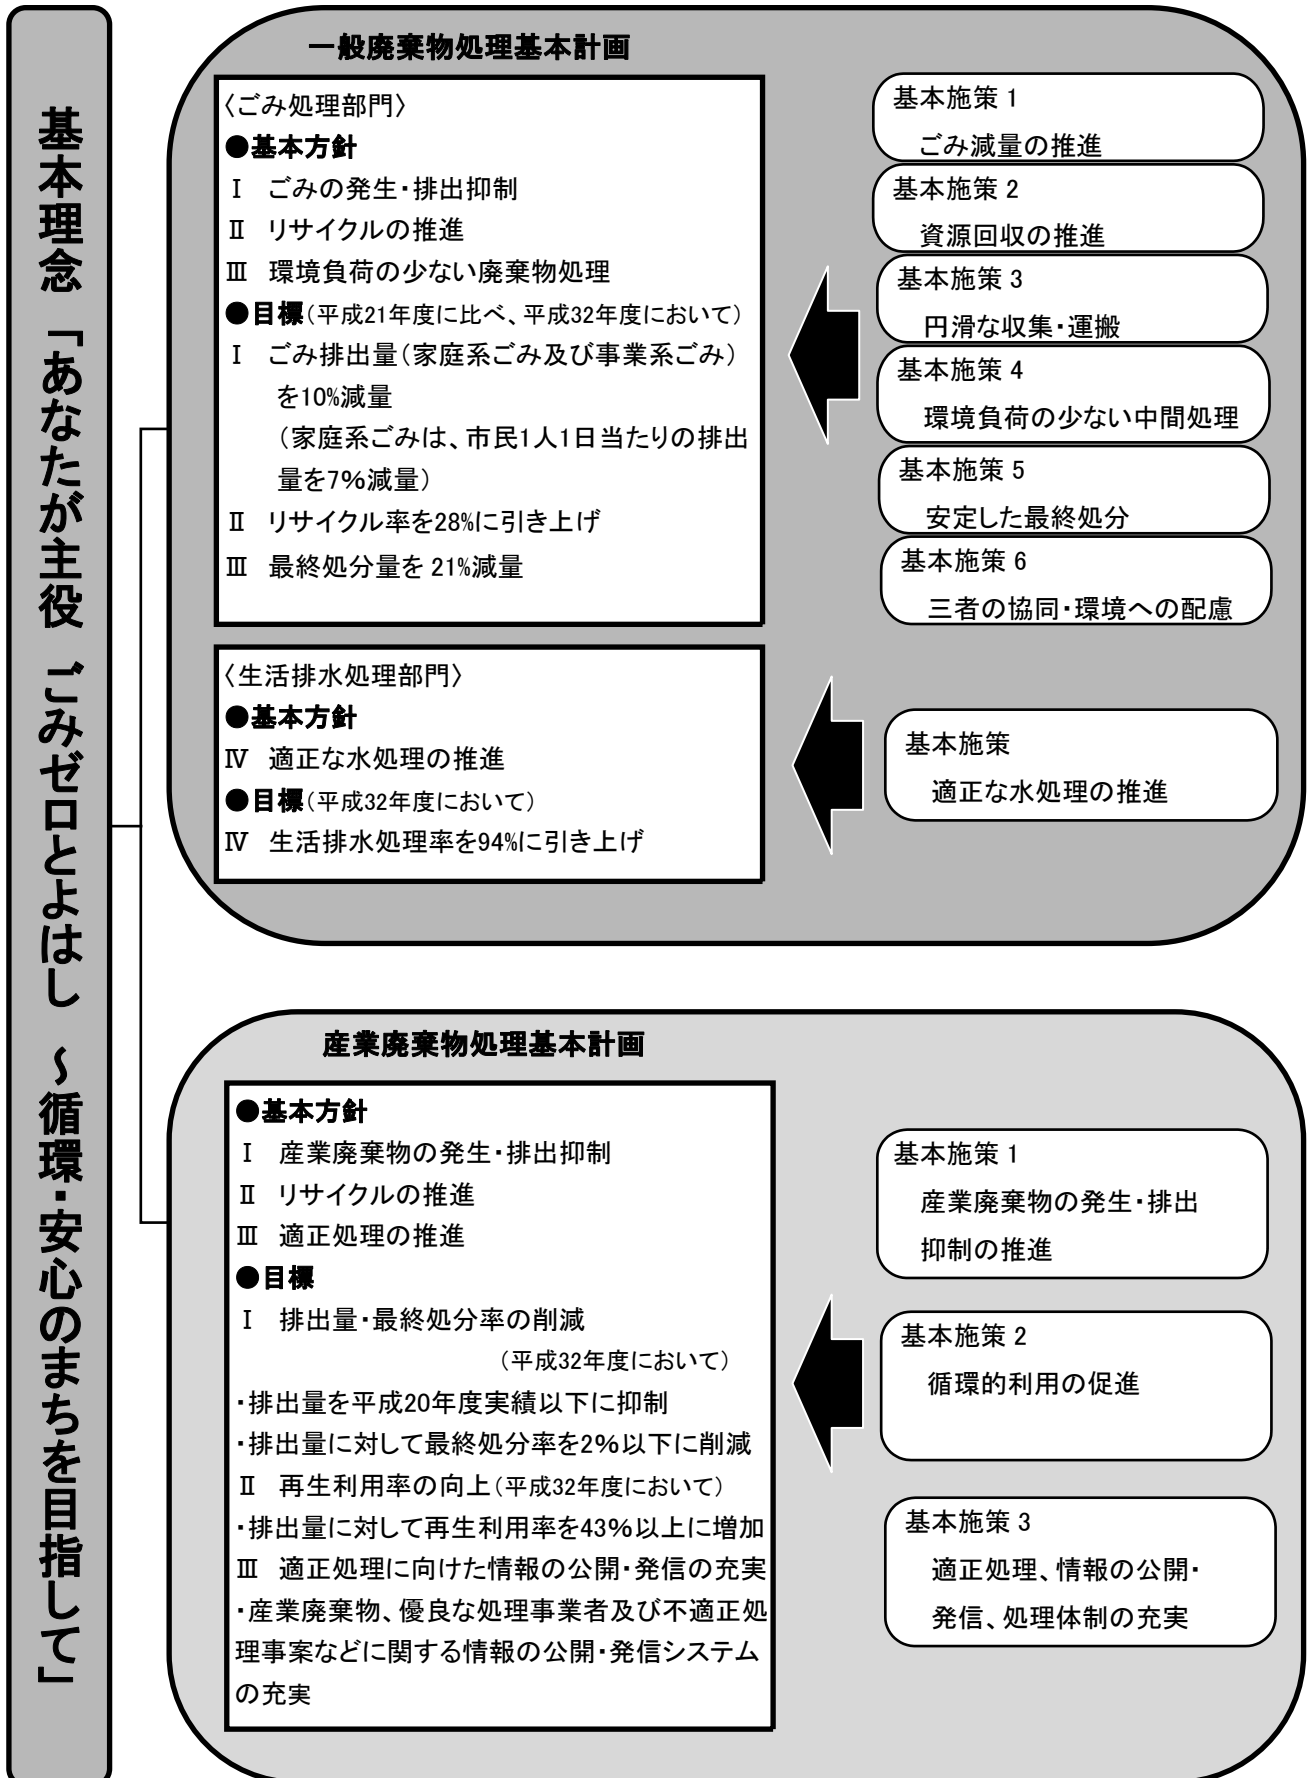 基本理念 「あなたが主役 ごみゼロとよはし ～循環・安心のまちを目指して」
一般廃棄物処理基本計画
〈ごみ処理部門〉
●基本方針
Ⅰ ごみの発生・排出抑制
Ⅱ リサイクルの推進
Ⅲ 環境負荷の少ない廃棄物処理
●目標（平成21年度に比べ、平成32年度において）
Ⅰ ごみ排出量（家庭系ごみ及び事業系ごみ）
を10%減量
（家庭系ごみは、市民1人1日当たりの排出
量を7%減量）
Ⅱ リサイクル率を28%に引き上げ
Ⅲ 最終処分量を 21%減量
基本施策 1
ごみ減量の推進
基本施策 2
資源回収の推進
基本施策 3
円滑な収集・運搬
基本施策 4
環境負荷の少ない中間処理
基本施策 5
安定した最終処分
基本施策 6
三者の協同・環境への配慮
〈生活排水処理部門〉
●基本方針
Ⅳ 適正な水処理の推進
●目標（平成32年度において）
Ⅳ 生活排水処理率を94%に引き上げ
基本施策
適正な水処理の推進
産業廃棄物処理基本計画
●基本方針
Ⅰ 産業廃棄物の発生・排出抑制
Ⅱ リサイクルの推進
Ⅲ 適正処理の推進
●目標
Ⅰ 排出量・最終処分率の削減
（平成32年度において）
・排出量を平成20年度実績以下に抑制
・排出量に対して最終処分率を2%以下に削減
Ⅱ 再生利用率の向上（平成32年度において）
・排出量に対して再生利用率を43%以上に増加
Ⅲ 適正処理に向けた情報の公開・発信の充実
・産業廃棄物、優良な処理事業者及び不適正処
理事案などに関する情報の公開・発信システム
の充実
基本施策 1
産業廃棄物の発生・排出
抑制の推進
基本施策 2
循環的利用の促進
基本施策 3
適正処理、情報の公開・
発信、処理体制の充実